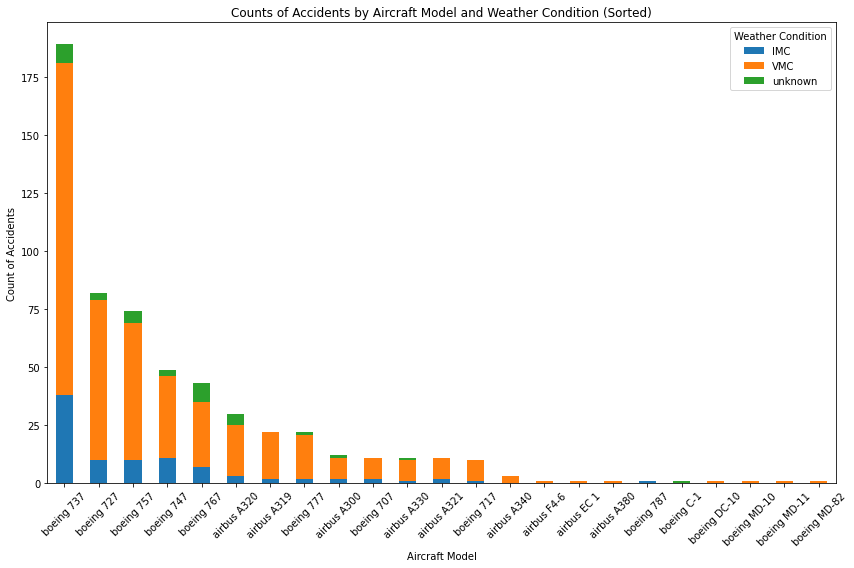 Counts of Accidents by Aircraft Model and Weather Condition (Sorted)
Weather Condition
IMC
VMC
unknown
Count of Accidents
175
150
125
100
75
50
25
0
boeing 737
boeing 727
boeing 757
boeing 747
boeing 767
airbus A320
airbus A319
boeing 777
airbus A300
boeing 707
airbus A330
airbus A321
boeing 717
airbus A340
airbus F4-6
airbus EC 1
airbus A380
boeing 787
boeing C-1
boeing DC-10
boeing MD-10
boeing MD-11
boeing MD-82
Aircraft Model